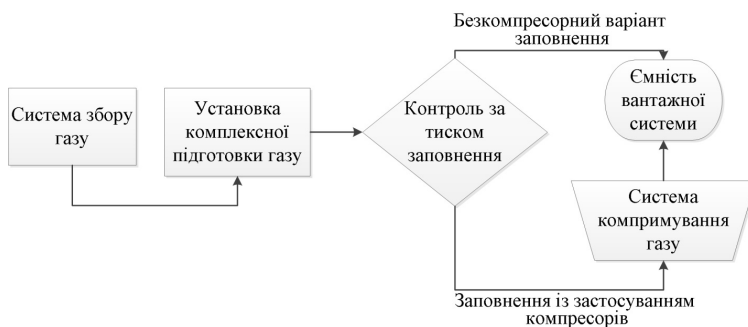 Безкомпресорний варіант
заповнення
Система збору
газу
Установка
комплексної
підготовки газу
Контроль за
тиском
заповнення
Ємність
вантажної
системи
Система
компримування
газу
Заповнення із застосуванням
компресорів